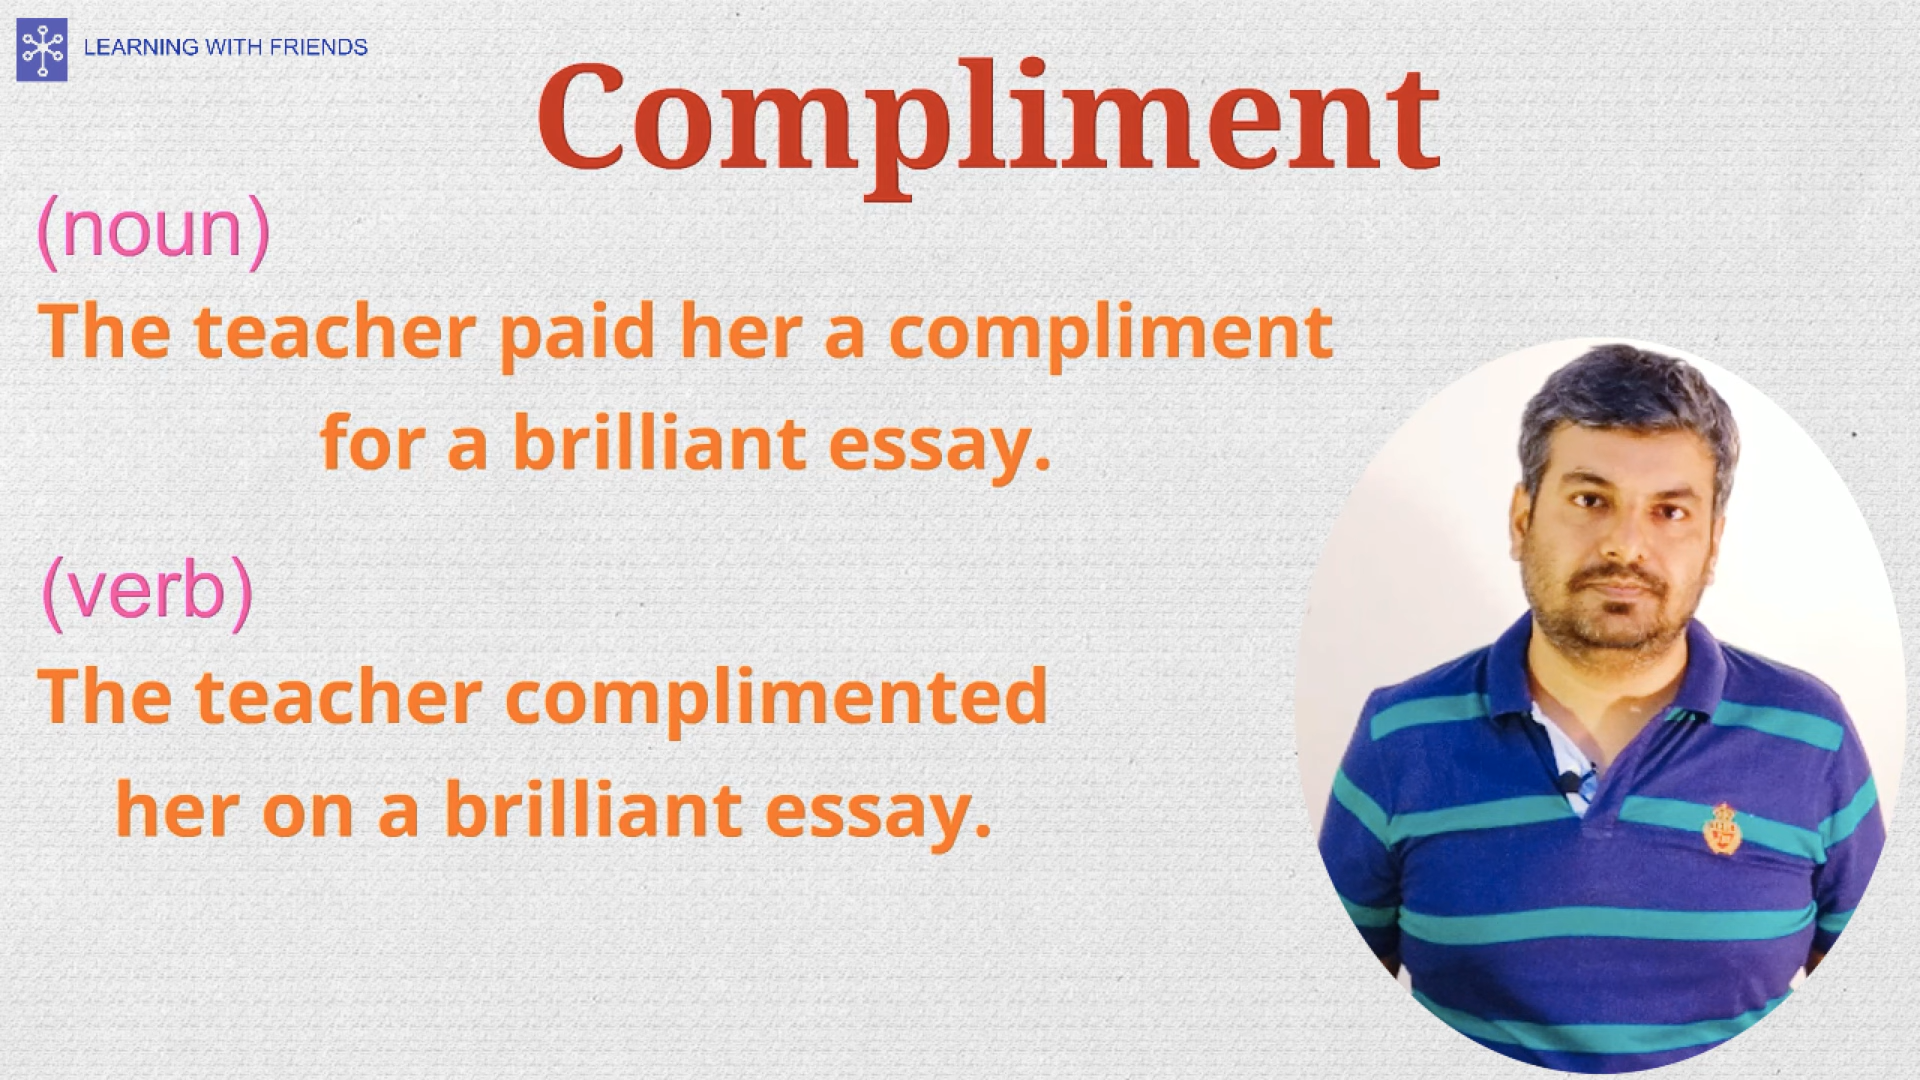 LEARNING WITH FRIENDS
Compliment
(noun)
The teacher paid her a compliment
for a brilliant essay.
(verb)
The teacher complimented
her on a brilliant essay.